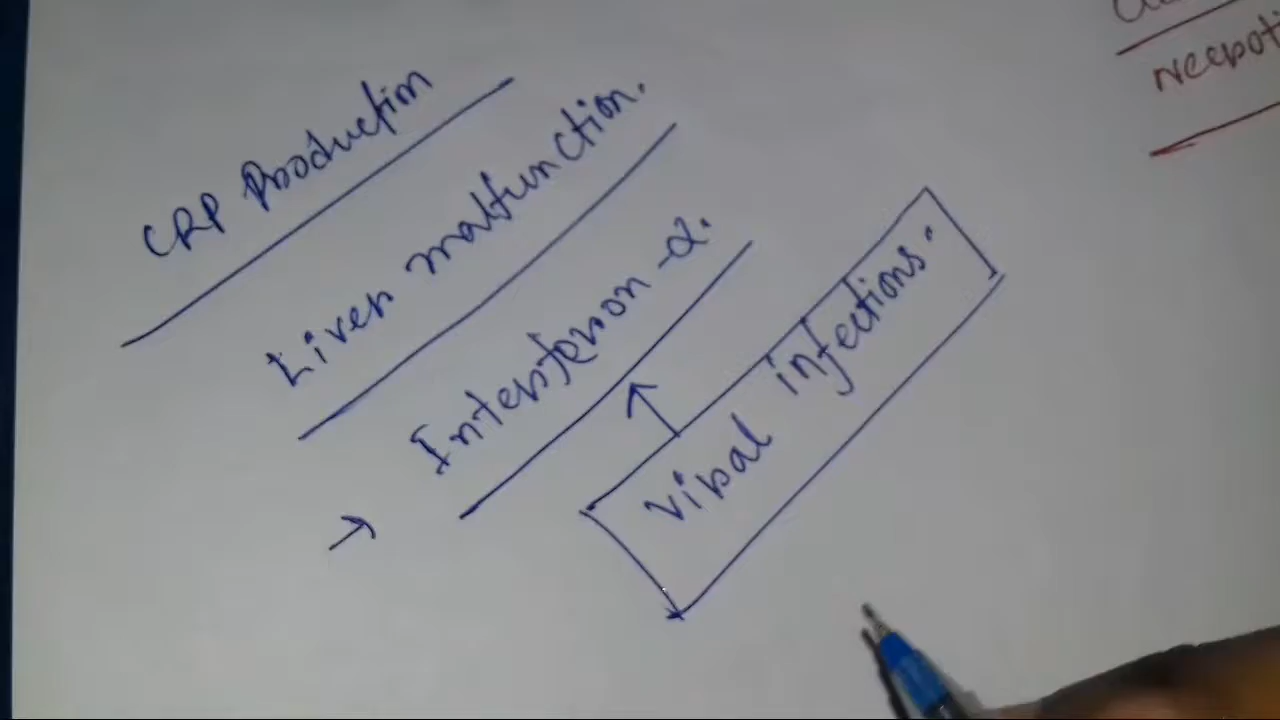 CRP Production
Liver malfunction.
Interferon-α.
→
↑
Viral infections.